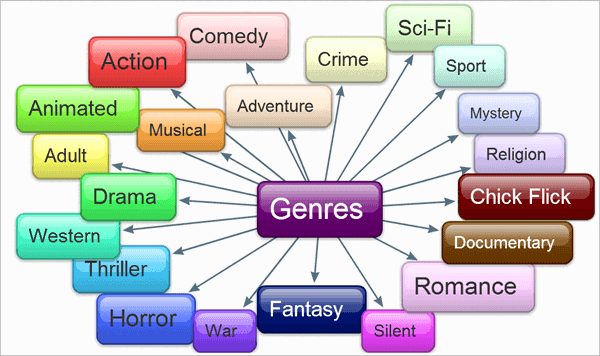 Comedy
Sci-Fi
Action
Crime
Sport
Animated
Adventure
Musical
Mystery
Adult
Religion
Drama
Genres
Chick Flick
Western
Documentary
Thriller
Romance
Horror
War
Fantasy
Silent